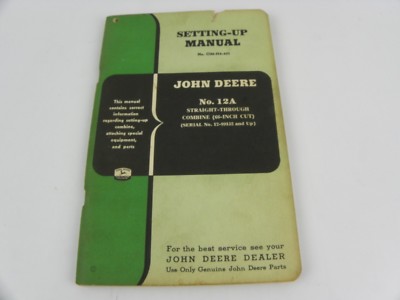 SETTING-UP
MANUAL
JOHN DEERE
No. 12A
STRAIGHT-THROUGH
COMBINE (40-INCH CUT)
This manual
contains correct
information
regarding setting-up
combine,
attaching special
equipment,
and parts
For the best service see your
JOHN DEERE DEALER
Use Only Genuine John Deere Parts